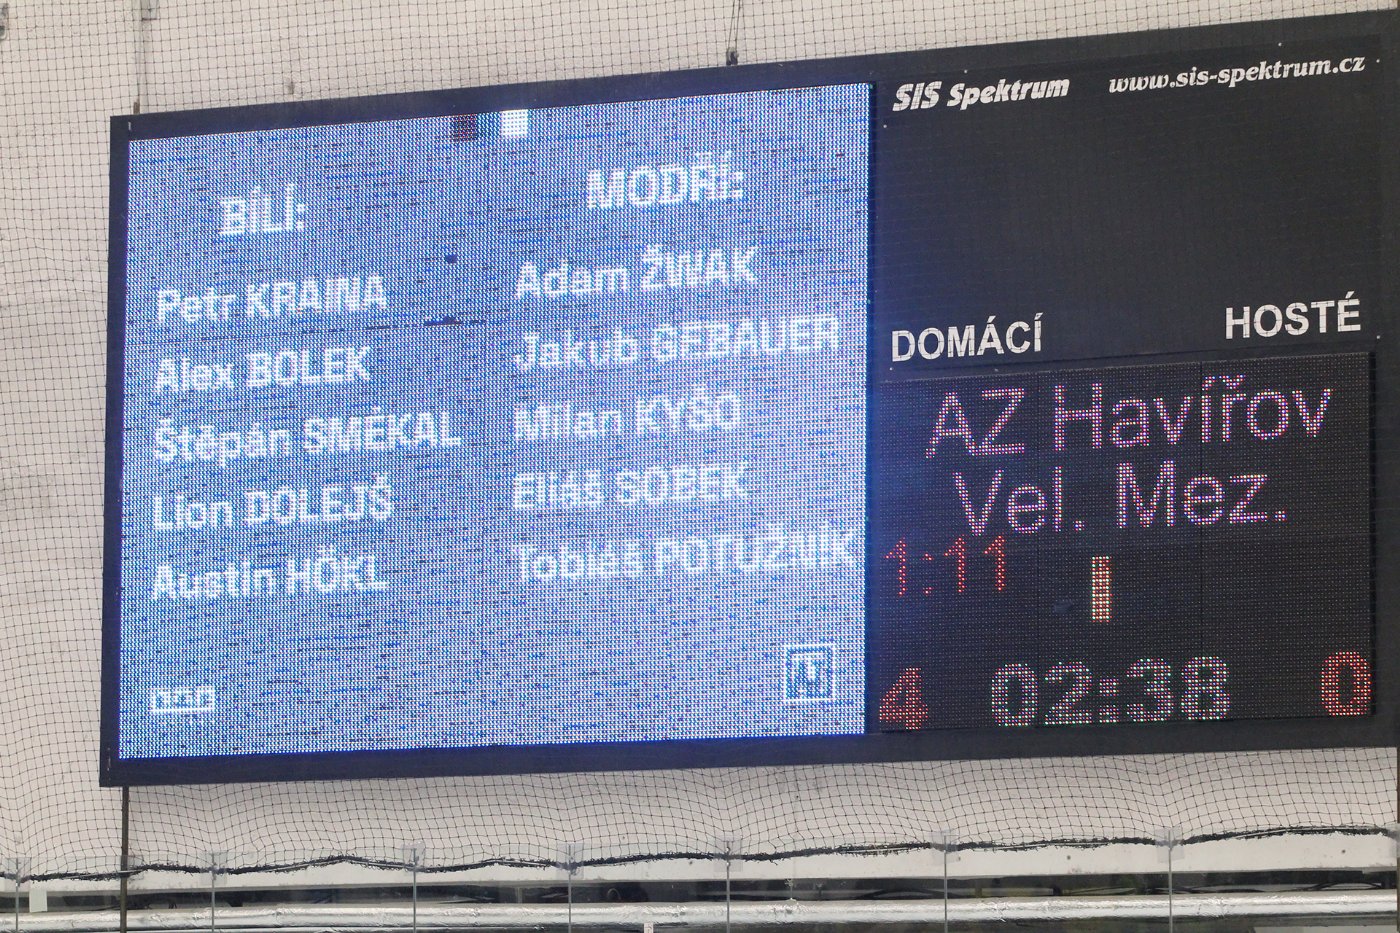 SIS Spektrum www.sis-spektrum.cz
BÍLÍ:
Petr KRAINA
Alex BOLEK
Štěpán SMĚKAL
Lion DOLEJŠ
Austin HÖKL
MODŘÍ:
Adam ŽWAK
Jakub GEBAUER
Milan KYŠO
Eliáš SOBEK
Tobiáš POTUŽNÍK
DOMÁCÍ HOSTÉ
AZ Havířov
Vel. Mez.
1:11
4 02:38 0